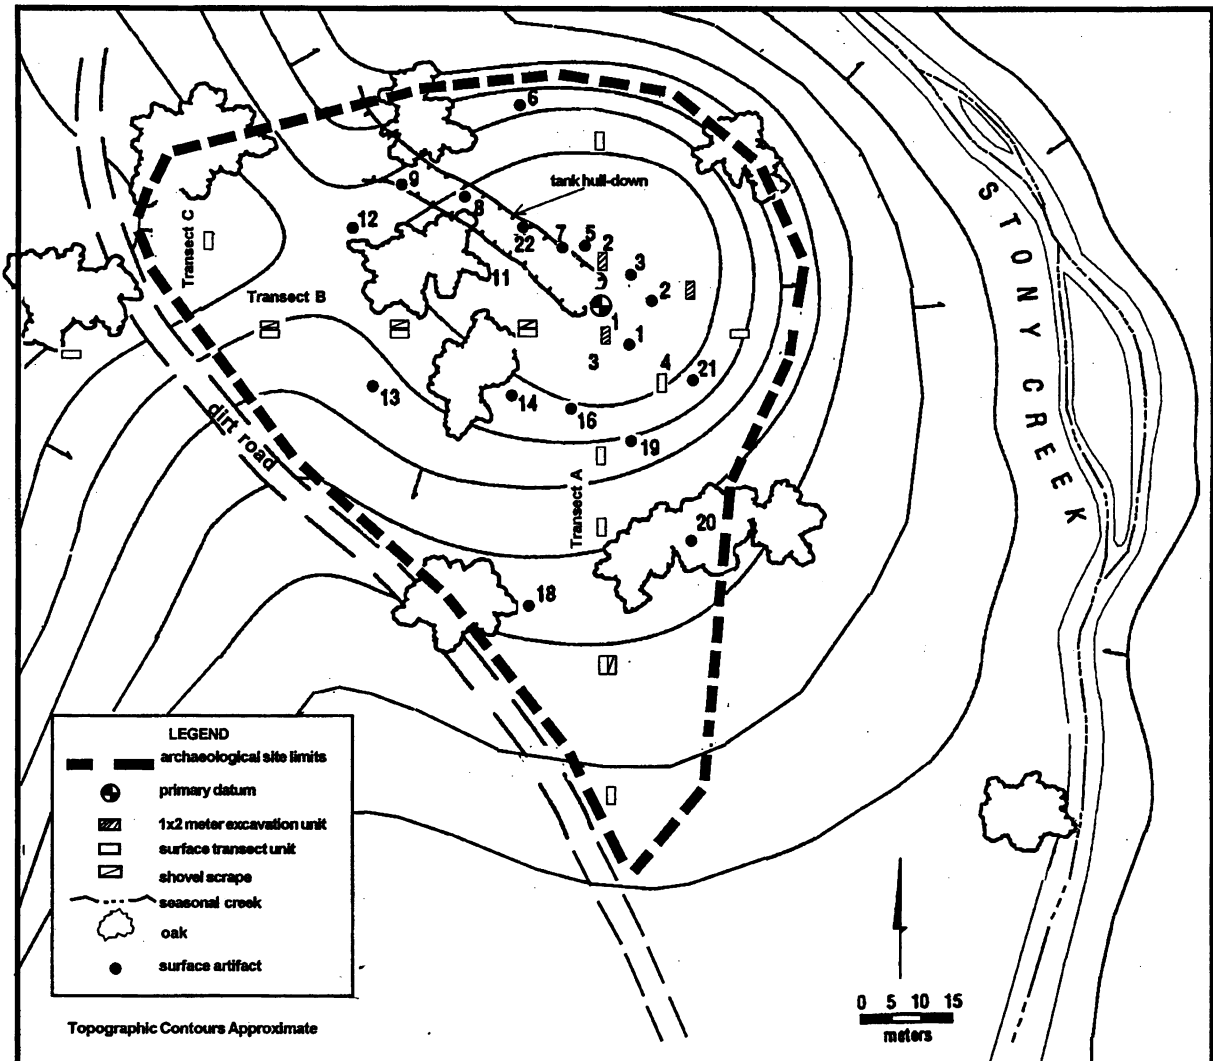 6
tank hull-down
9
8
12
22
7
5
2
3
11
2
Transect C
Transect B
1
1
3
4
21
13
14
16
19
dirt road
Transect A
20
18
STONY CREEK
LEGEND
archaeological site limits
primary datum
1x2 meter excavation unit
surface transect unit
shovel scrape
seasonal creek
oak
surface artifact
Topographic Contours Approximate
0 5 10 15
meters